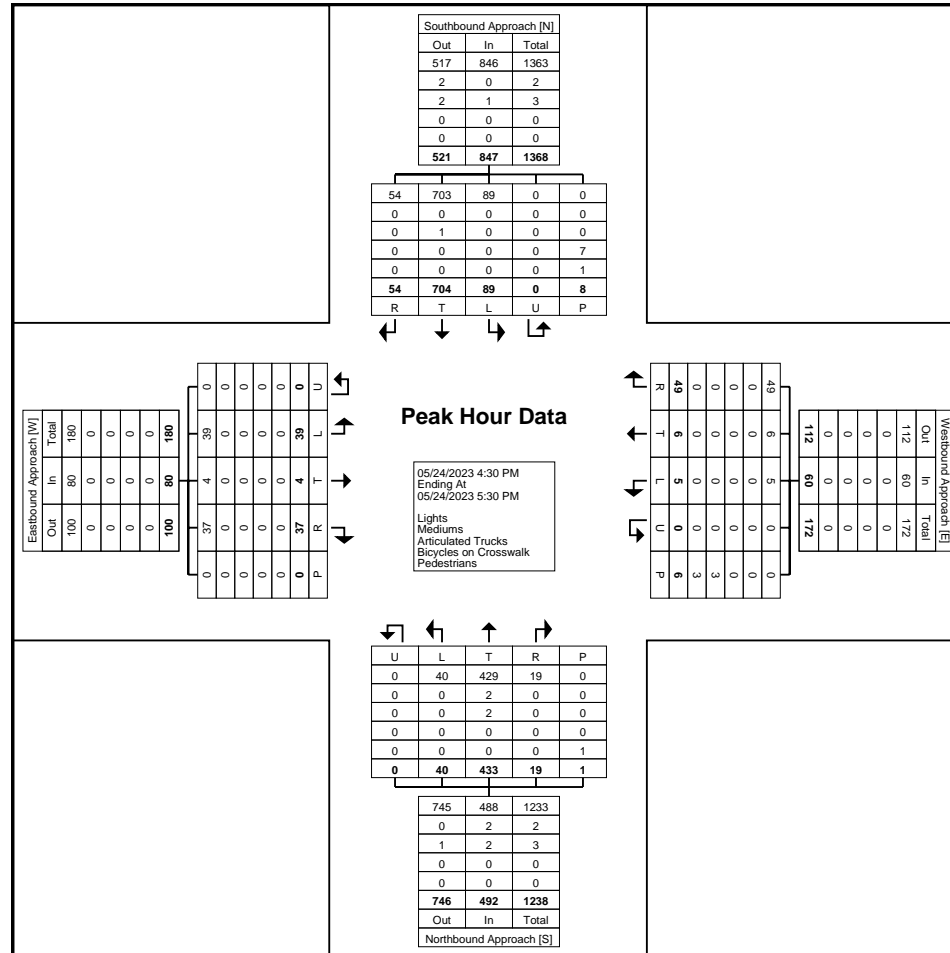 Southbound Approach [N]
Out In Total
517 846 1363
2 0 2
2 1 3
0 0 0
0 0 0
521 847 1368
54 703 89 0 0
0 0 0 0 0
0 1 0 0 0
0 0 0 0 7
0 0 0 0 1
54 704 89 0 8
R T L U P
Eastbound Approach [W]
Total 180 0 0 0 0 180
In 80 0 0 0 0 80
Out 100 0 0 0 0 100
0 0 0 0 0 0 U
39 0 0 0 0 39 L
4 0 0 0 0 4 T
37 0 0 0 0 37 R
0 0 0 0 0 0 P
Peak Hour Data
05/24/2023 4:30 PM
Ending At
05/24/2023 5:30 PM
Lights
Mediums
Articulated Trucks
Bicycles on Crosswalk
Pedestrians
R 49 0 0 0 0 49
T 6 0 0 0 0 6
L 5 0 0 0 0 5
U 0 0 0 0 0 0
P 6 3 3 0 0 0
112 0 0 0 0 112 Out
60 0 0 0 0 60 In
172 0 0 0 0 172 Total
Westbound Approach [E]
U L T R P
0 40 429 19 0
0 0 2 0 0
0 0 2 0 0
0 0 0 0 0
0 0 0 0 1
0 40 433 19 1
745 488 1233
0 2 2
1 2 3
0 0 0
0 0 0
746 492 1238
Out In Total
Northbound Approach [S]